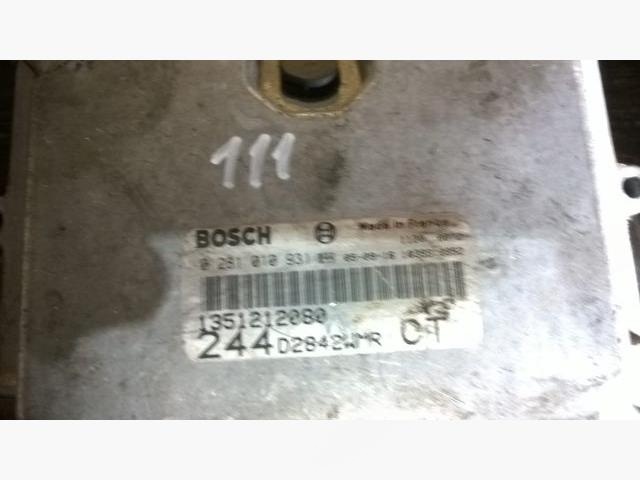 111
BOSCH Made in France
0 281 010 931
1351212080
244 D2842WMR CT